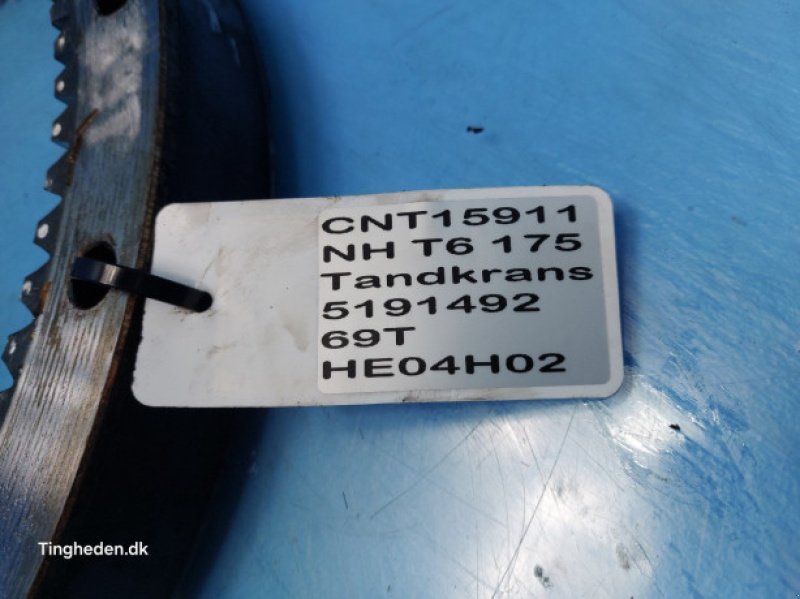 CNT15911
NH T6 175
Tandkrans
5191492
69T
HE04H02
Tingheden.dk